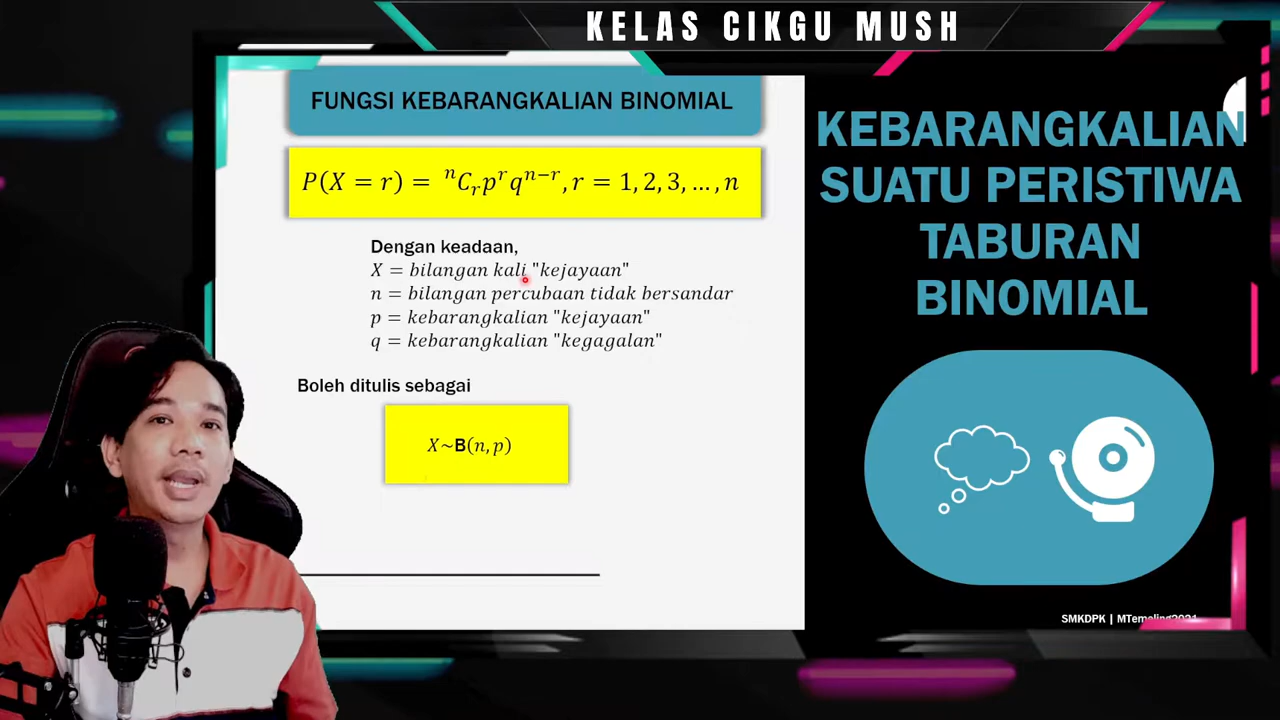 KELAS CIKGU MUSH
FUNGSI KEBARANGKALIAN BINOMIAL
P(X = r) = ⁿCᵣpʳqⁿ⁻ʳ, r = 1, 2, 3, …, n
Dengan keadaan,
X = bilangan kali "kejayaan"
n = bilangan percubaan tidak bersandar
p = kebarangkalian "kejayaan"
q = kebarangkalian "kegagalan"
Boleh ditulis sebagai
X~B(n, p)
KEBARANGKALIAN
SUATU PERISTIWA
TABURAN
BINOMIAL
SMKDPK | MTemeling2021